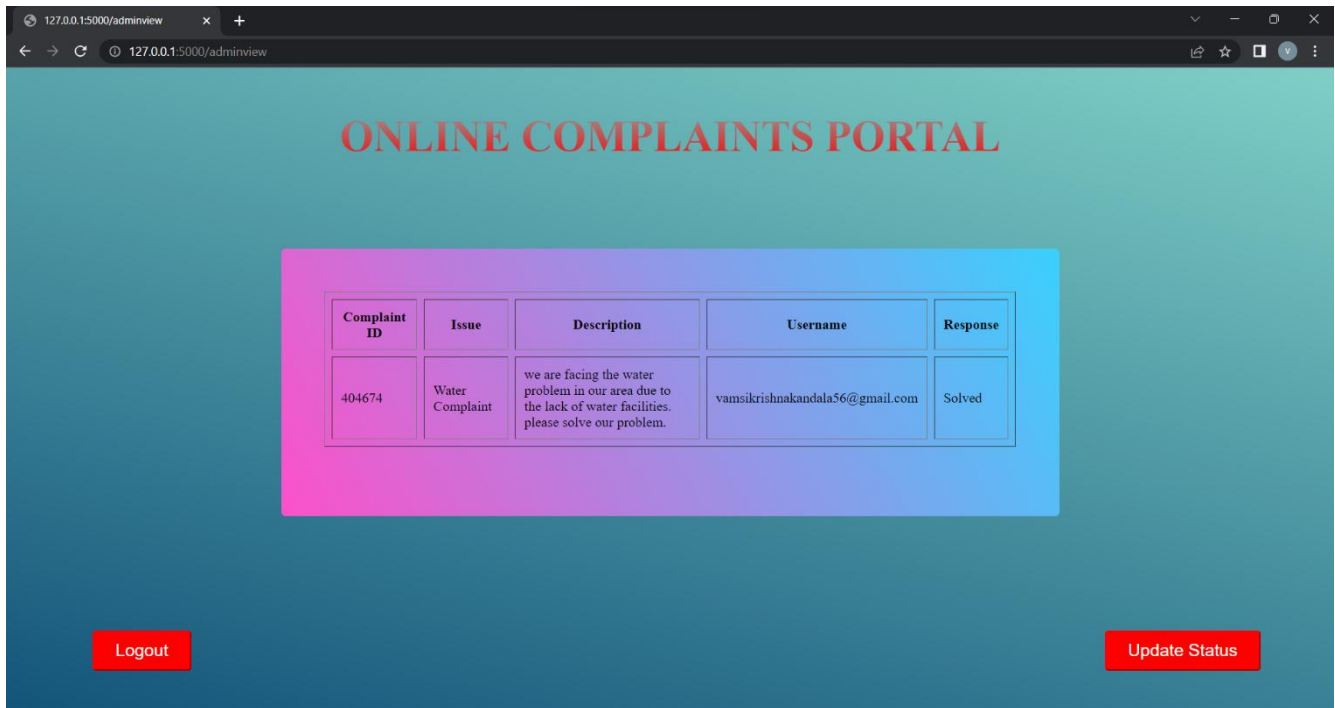 127.0.0.1:5000/adminview
127.0.0.1:5000/adminview
V
ONLINE COMPLAINTS PORTAL
Complaint
ID
Issue
Description
Username
Response
404674
Water
Complaint
we are facing the water
problem in our area due to
the lack of water facilities.
please solve our problem.
vamsikrishnakandala56@gmail.com
Solved
Logout
Update Status